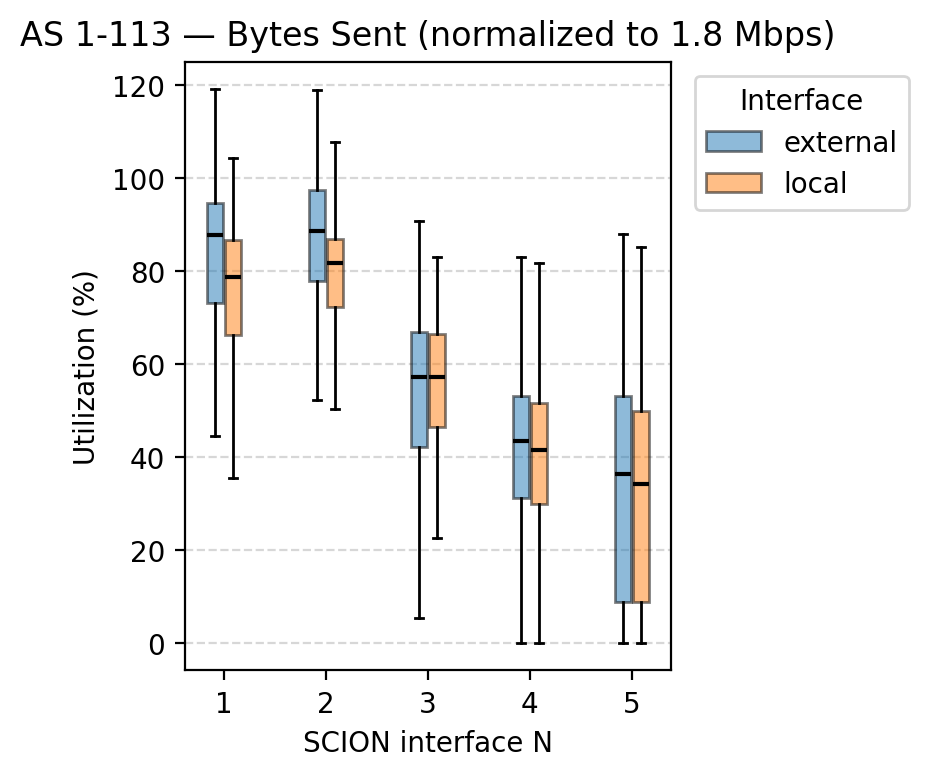 AS 1-113 — Bytes Sent (normalized to 1.8 Mbps)
Interface
external
local
Utilization (%)
120
100
80
60
40
20
0
1 2 3 4 5
SCION interface N